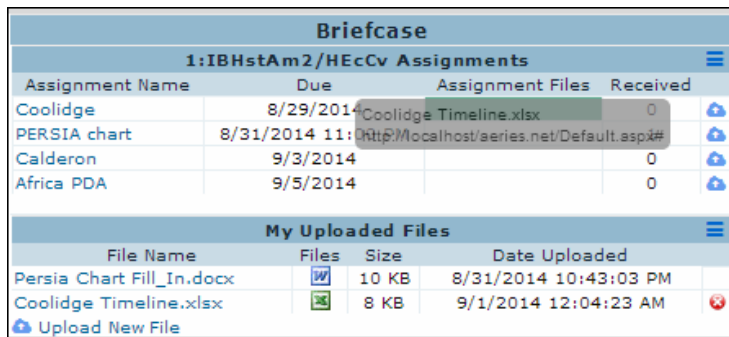 Briefcase
1:IBHstAm2/HEcCv Assignments
Assignment Name Due Assignment Files Received
Coolidge 8/29/2014 0
Coolidge Timeline.xlsx
PERSIA chart 8/31/2014 11: PM
http://localhost/aeries.net/Default.aspx#
Calderon 9/3/2014 0
Africa PDA 9/5/2014 0
My Uploaded Files
File Name Files Size Date Uploaded
Persia Chart Fill_In.docx 10 KB 8/31/2014 10:43:03 PM
Coolidge Timeline.xlsx 8 KB 9/1/2014 12:04:23 AM
Upload New File